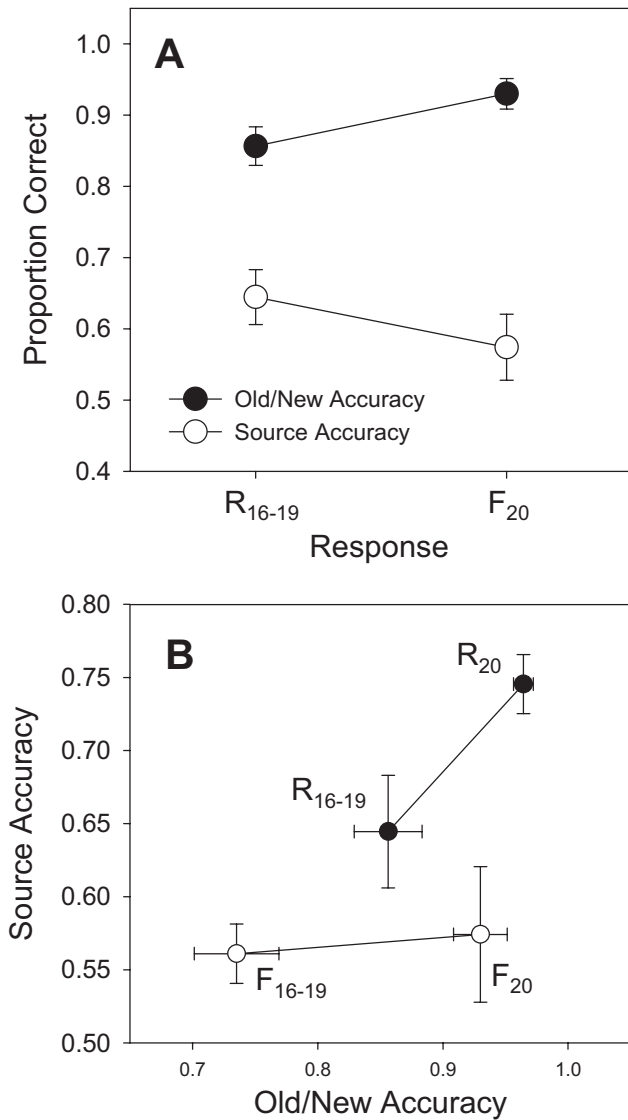 A
1.0
0.9
0.8
0.7
0.6
0.5
0.4
Proportion Correct
Old/New Accuracy
Source Accuracy
R16-19 F20
Response
B
0.80
0.75
0.70
0.65
0.60
0.55
0.50
Source Accuracy
R20
R16-19
F16-19
F20
0.7 0.8 0.9 1.0
Old/New Accuracy